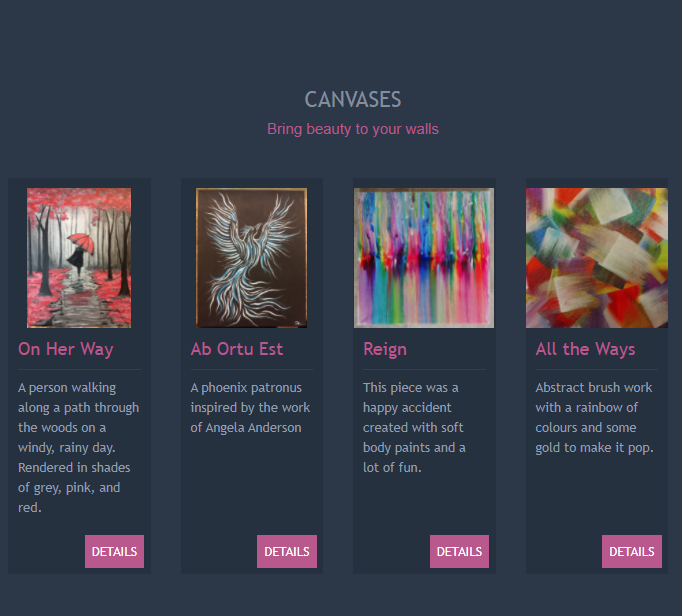 CANVASES
Bring beauty to your walls
On Her Way
A person walking
along a path through
the woods on a
windy, rainy day.
Rendered in shades
of grey, pink, and
red.
DETAILS
Ab Ortu Est
A phoenix patronus
inspired by the work
of Angela Anderson
DETAILS
Reign
This piece was a
happy accident
created with soft
body paints and a
lot of fun.
DETAILS
All the Ways
Abstract brush work
with a rainbow of
colours and some
gold to make it pop.
DETAILS